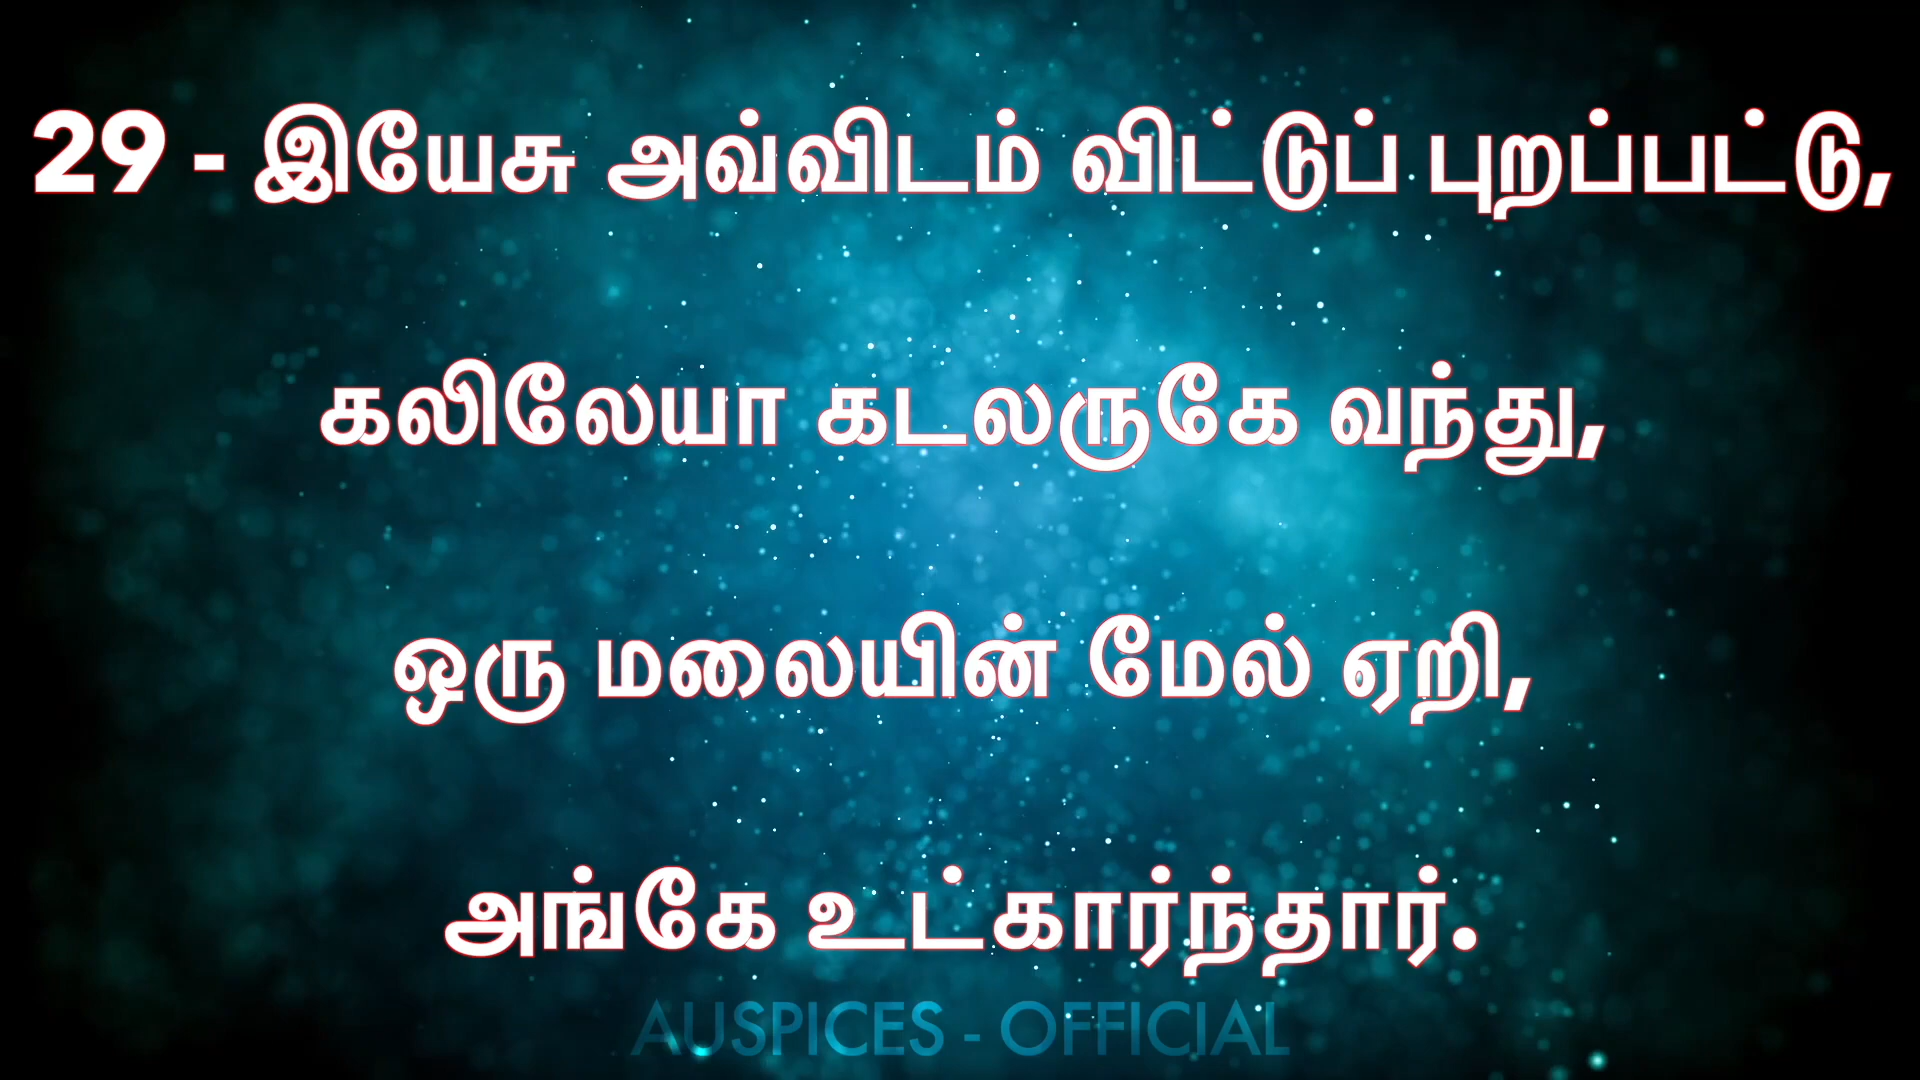 29 - இயேசு அவ்விடம் விட்டுப் புறப்பட்டு,
கலிலேயா கடலருகே வந்து,
ஒரு மலையின் மேல் ஏறி,
அங்கே உட்கார்ந்தார்.
AUSPICES - OFFICIAL